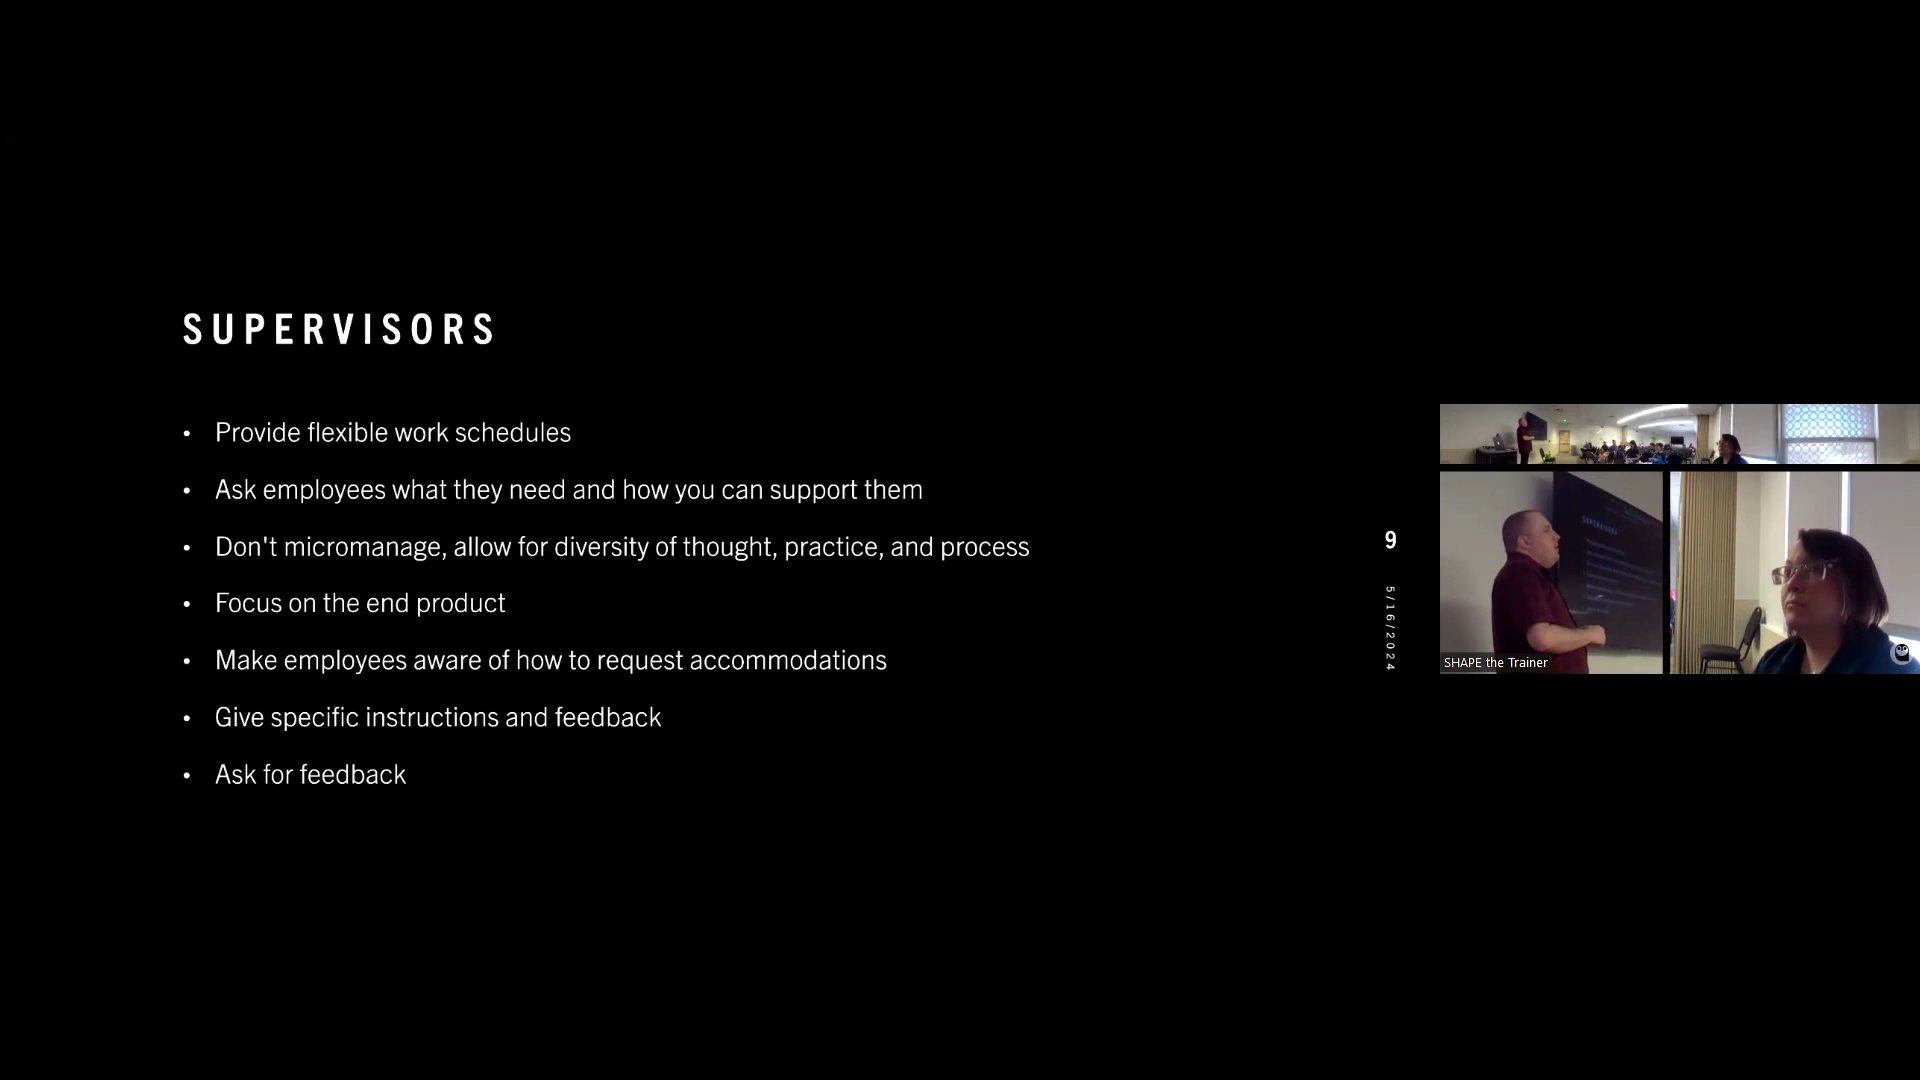 SUPERVISORS
• Provide flexible work schedules
• Ask employees what they need and how you can support them
• Don't micromanage, allow for diversity of thought, practice, and process
• Focus on the end product
• Make employees aware of how to request accommodations
• Give specific instructions and feedback
• Ask for feedback
9
5/16/2024
SUPERVISORS
SHAPE the Trainer